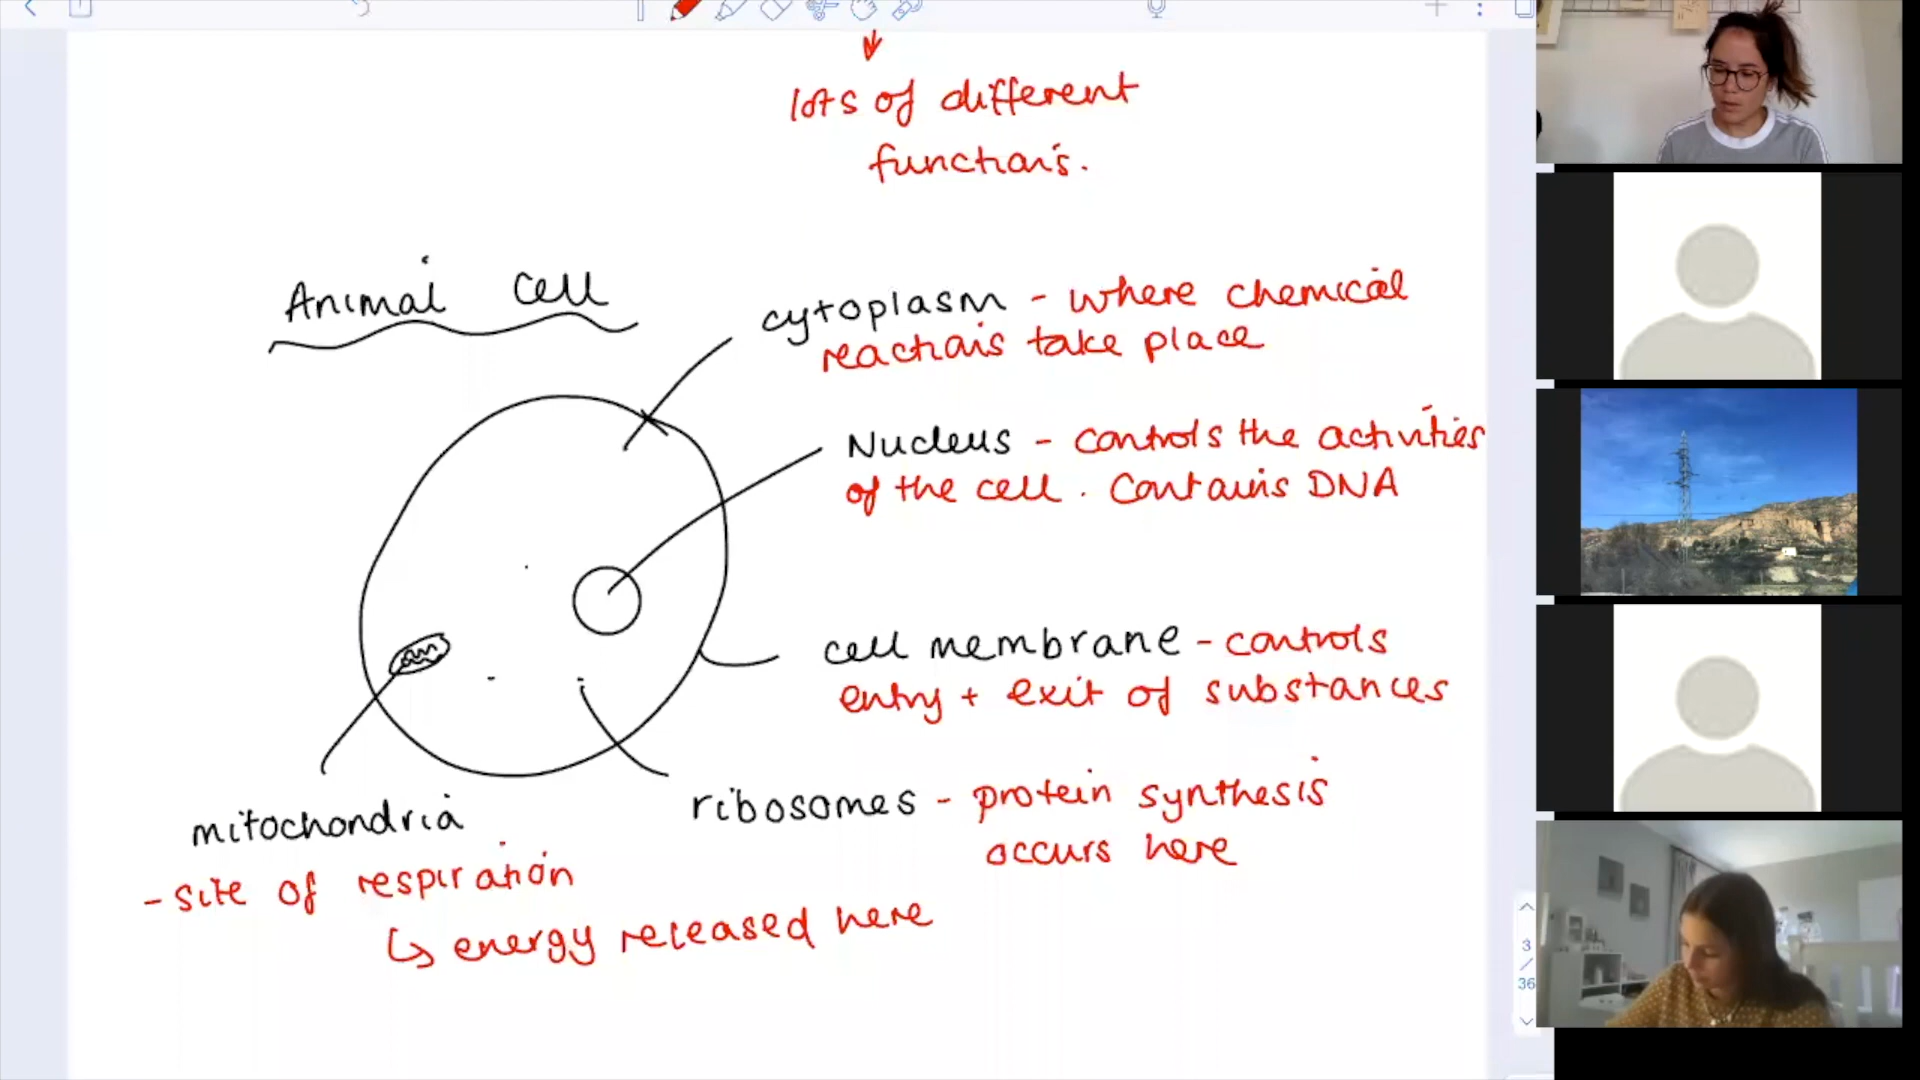 lots of different
functions.
Animal Cell
cytoplasm - where chemical
reactions take place
Nucleus - controls the activities
of the cell. Contains DNA
cell membrane - controls
entry + exit of substances
ribosomes - protein synthesis
occurs here
mitochondria
- site of respiration
↳ energy released here
3
/
36